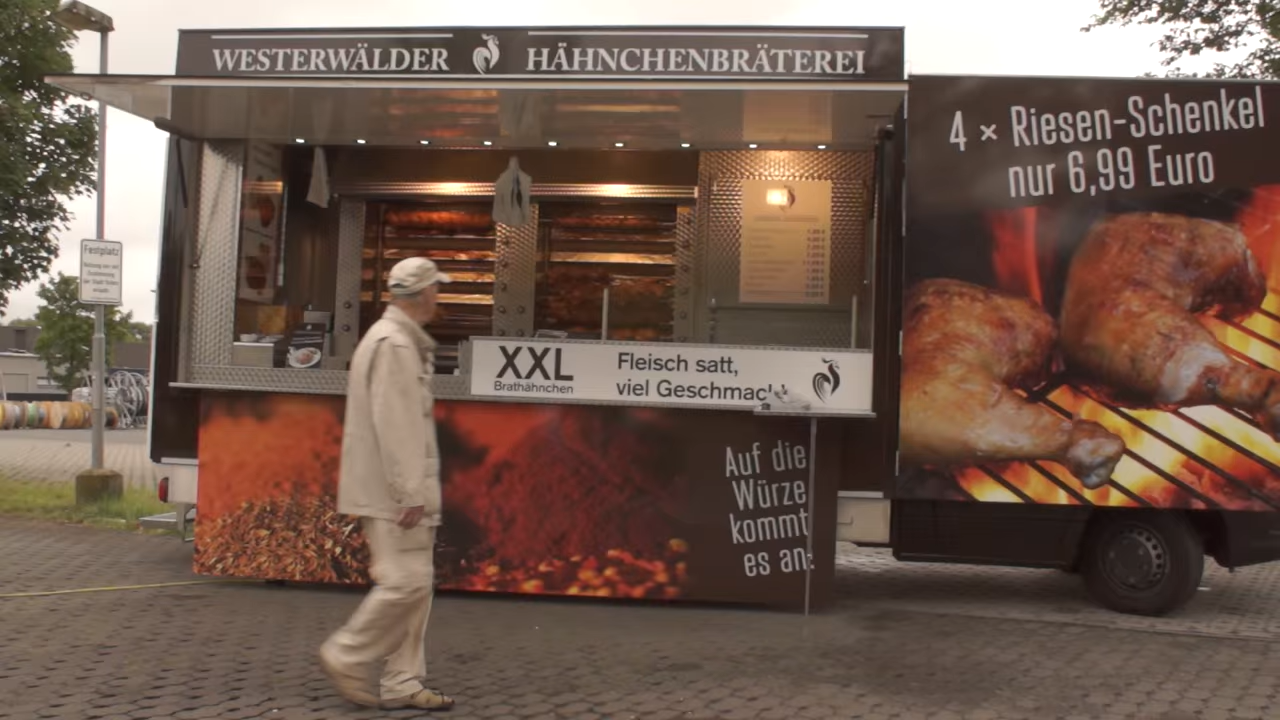 WESTERWÄLDER HÄHNCHENBRÄTEREI
4 × Riesen-Schenkel
nur 6,99 Euro
Festplatz
XXL
Brathähnchen
Fleisch satt,
viel Geschmack
Auf die
Würze
kommt
es an